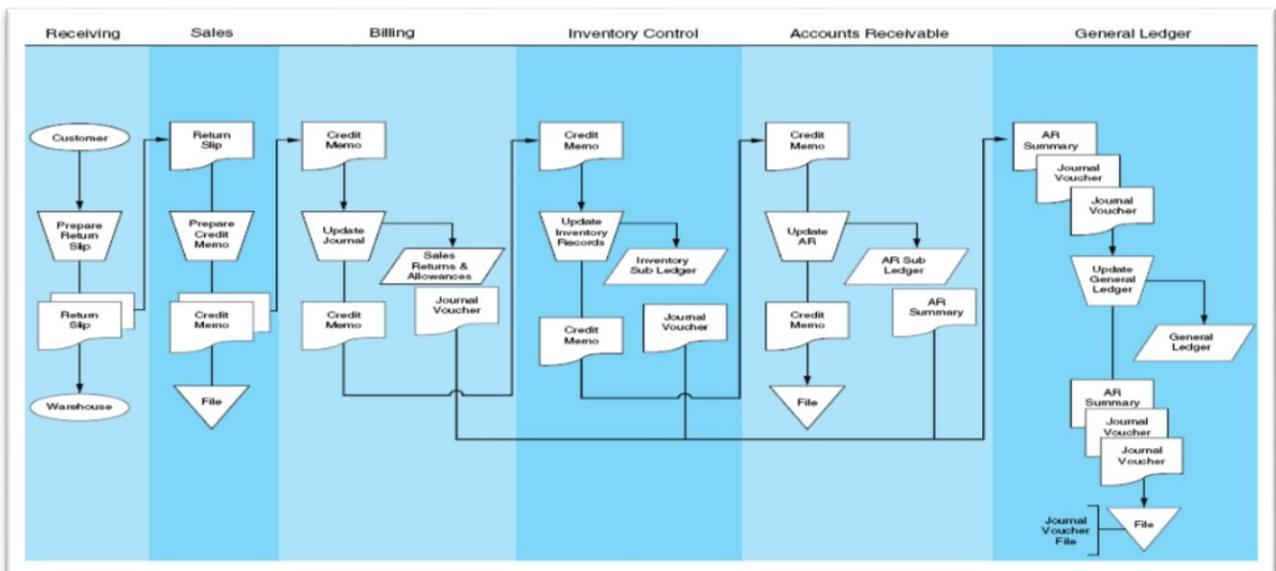 Receiving
Sales
Billing
Inventory Control
Accounts Receivable
General Ledger
Customer
Prepare
Return
Slip
Return
Slip
Warehouse
Return
Slip
Prepare
Credit
Memo
Credit
Memo
File
Credit
Memo
Update
Journal
Sales
Returns &
Allowances
Credit
Memo
Journal
Voucher
Credit
Memo
Update
Inventory
Records
Inventory
Sub Ledger
Credit
Memo
Journal
Voucher
Credit
Memo
Update
AR
AR Sub
Ledger
Credit
Memo
AR
Summary
File
AR
Summary
Journal
Voucher
Journal
Voucher
Update
General
Ledger
General
Ledger
AR
Summary
Journal
Voucher
Journal
Voucher
Journal
Voucher
File
File